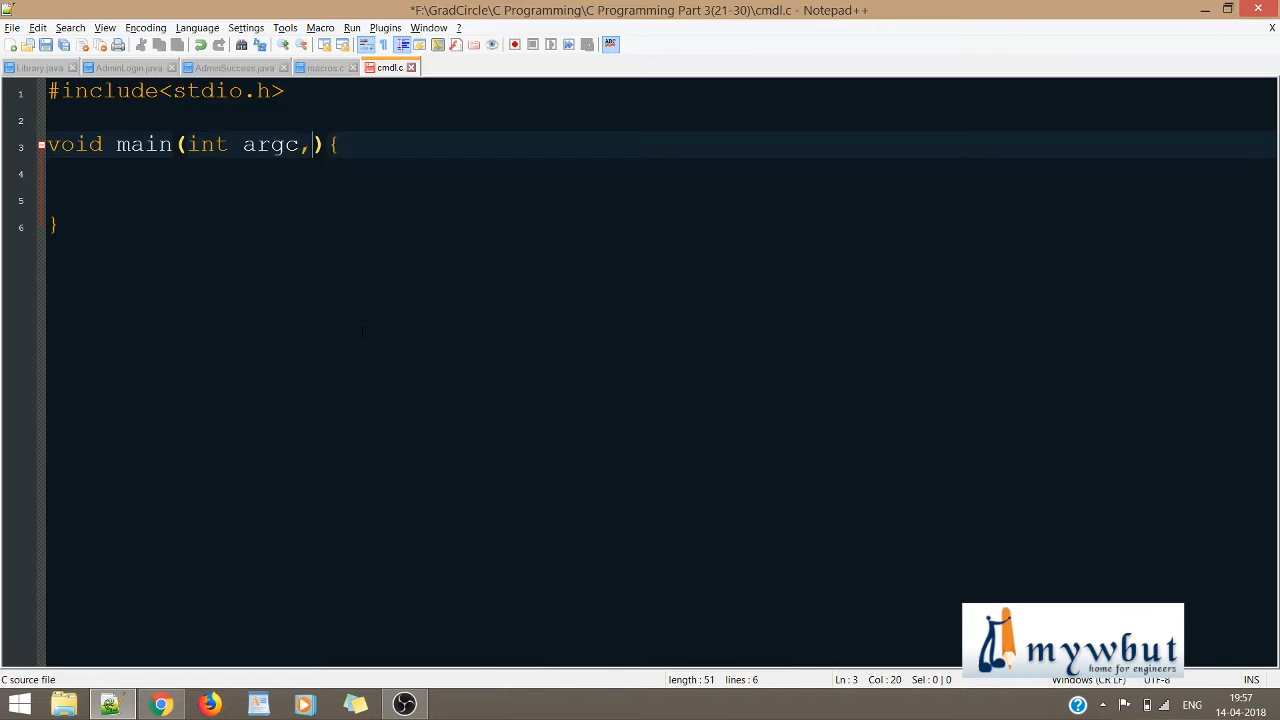 *F:\GradCircle\C Programming\C Programming Part 3(21-30)\cmdl.c - Notepad++
File Edit Search View Encoding Language Settings Tools Macro Run Plugins Window ?
X
Library.java AdminLogin.java AdminSuccess.java macros.c cmdl.c
1 #include<stdio.h>
2
3 void main(int argc,){
4
5
6 }
mywbut
home for engineers
C source file length : 51 lines : 6 Ln : 3 Col : 20 Sel : 0 | 0 Windows (CR LF) UTF-8 INS
ENG
19:57
14-04-2018